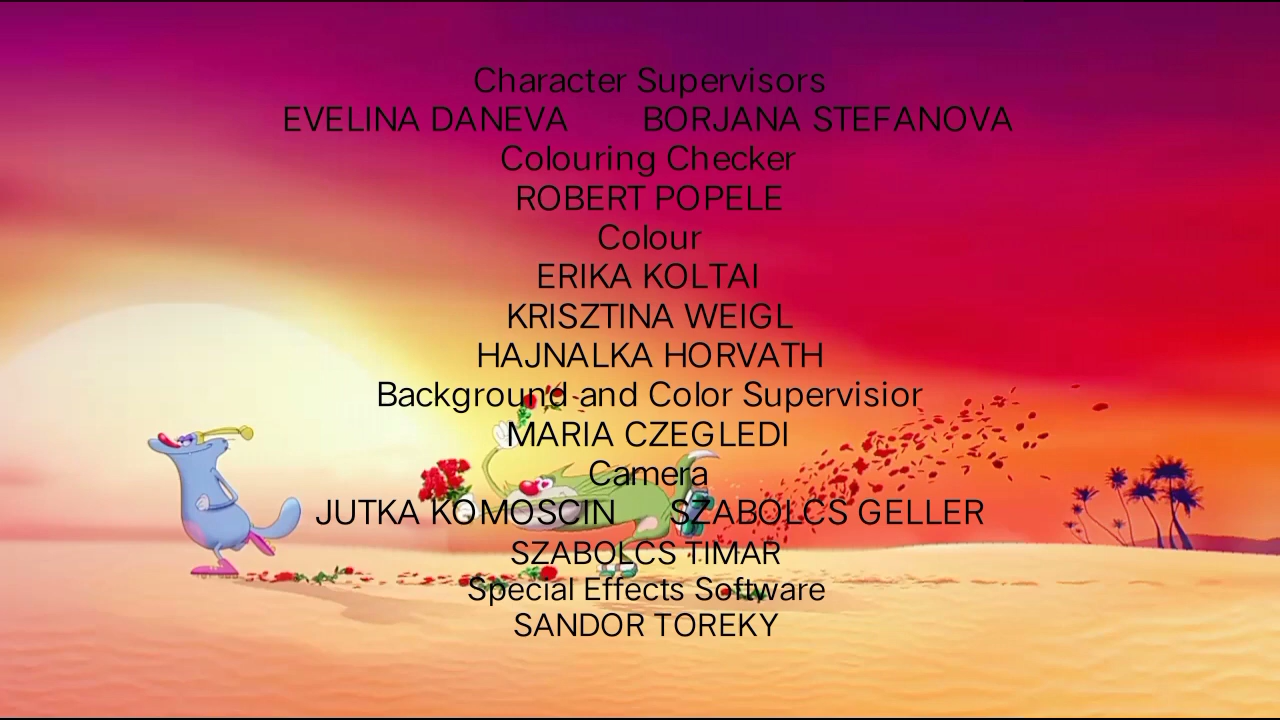 Character Supervisors
EVELINA DANEVA BORJANA STEFANOVA
Colouring Checker
ROBERT POPELE
Colour
ERIKA KOLTAI
KRISZTINA WEIGL
HAJNALKA HORVATH
Background and Color Supervisior
MARIA CZEGLEDI
Camera
JUTKA KOMOSCIN SZABOLCS GELLER
SZABOLCS TIMAR
Special Effects Software
SANDOR TOREKY